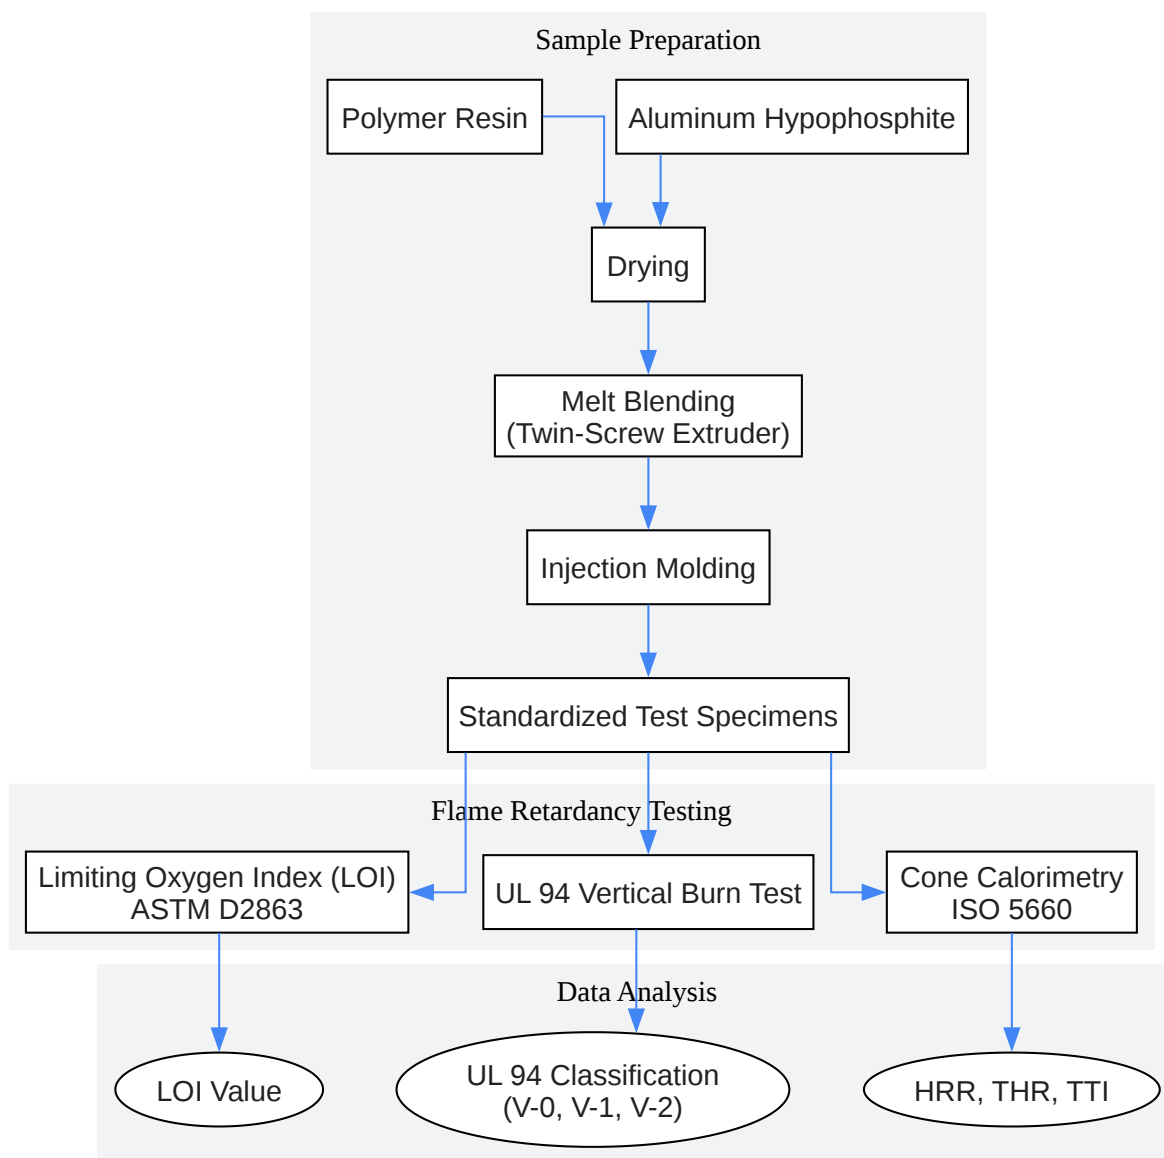 Sample Preparation
Polymer Resin
Aluminum Hypophosphite
Drying
Melt Blending
(Twin-Screw Extruder)
Injection Molding
Standardized Test Specimens
Flame Retardancy Testing
Limiting Oxygen Index (LOI)
ASTM D2863
UL 94 Vertical Burn Test
Cone Calorimetry
ISO 5660
Data Analysis
LOI Value
UL 94 Classification
(V-0, V-1, V-2)
HRR, THR, TTI